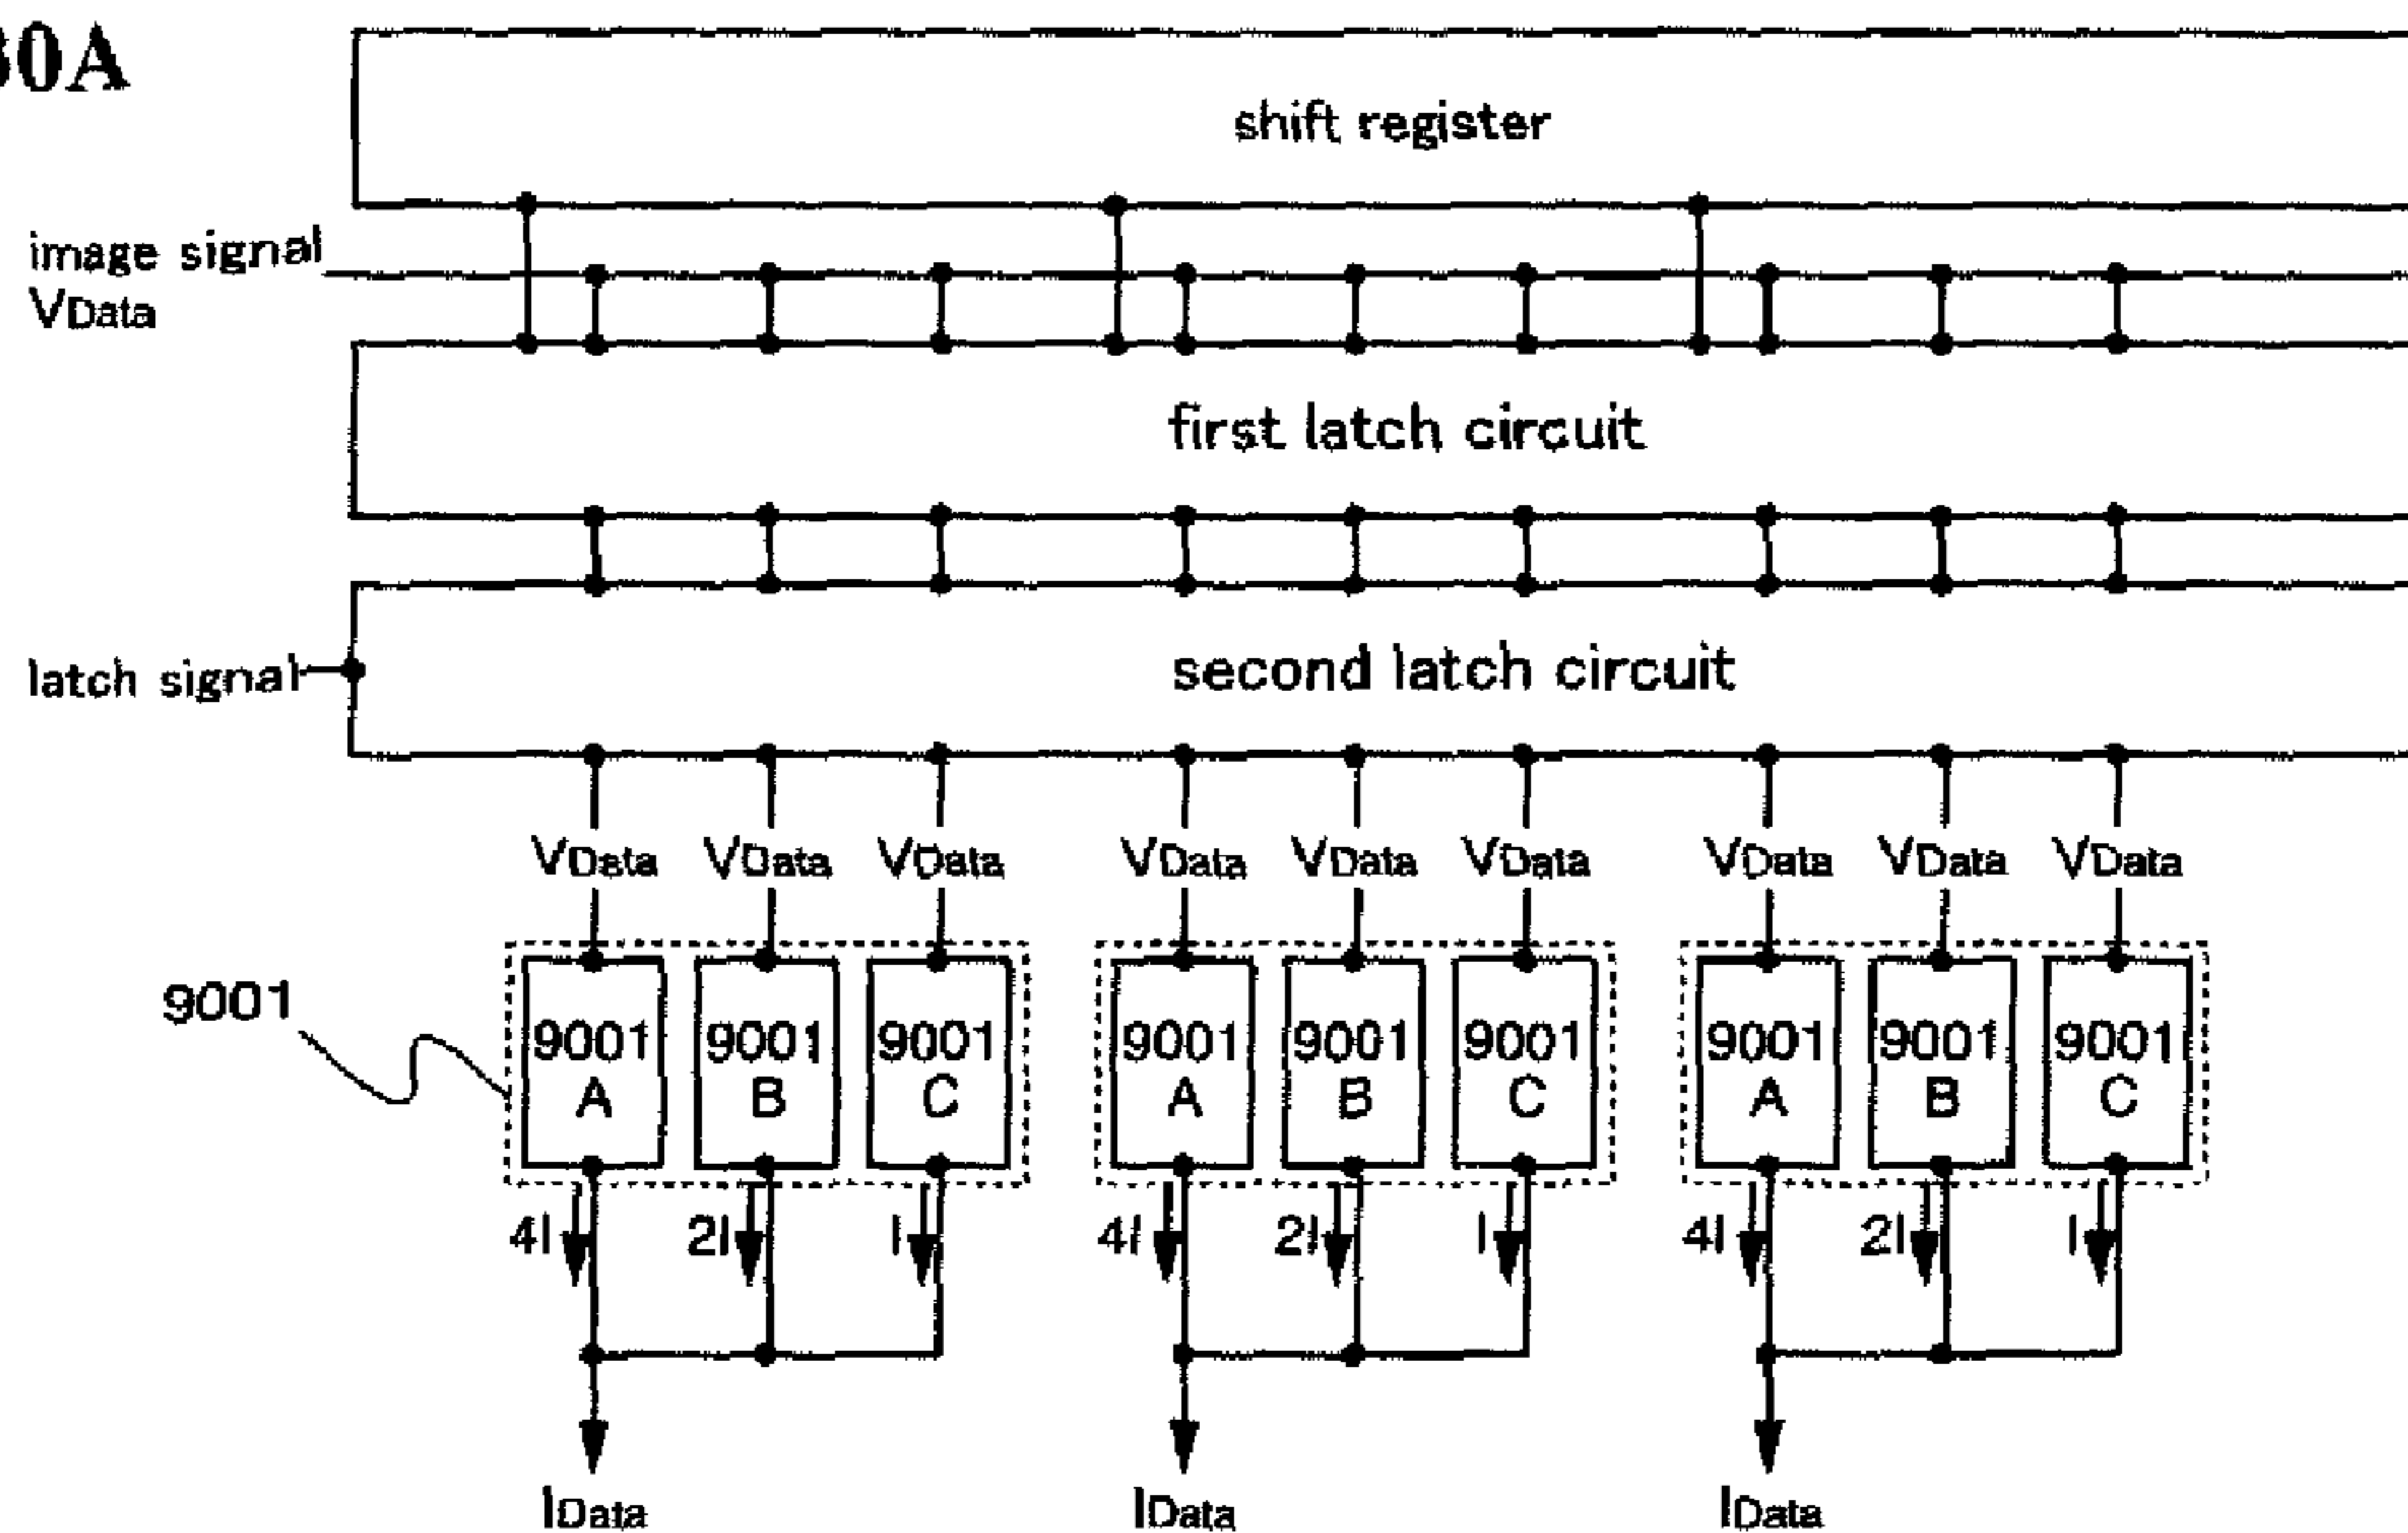 30A
shift register
image signal
VData
first latch circuit
latch signal
second latch circuit
VData VData VData VData VData VData VData VData VData
9001
9001 9001 9001 9001 9001 9001 9001 9001 9001
A B C A B C A B C
4I 2I I 4I 2I I 4I 2I I
IData IData IData